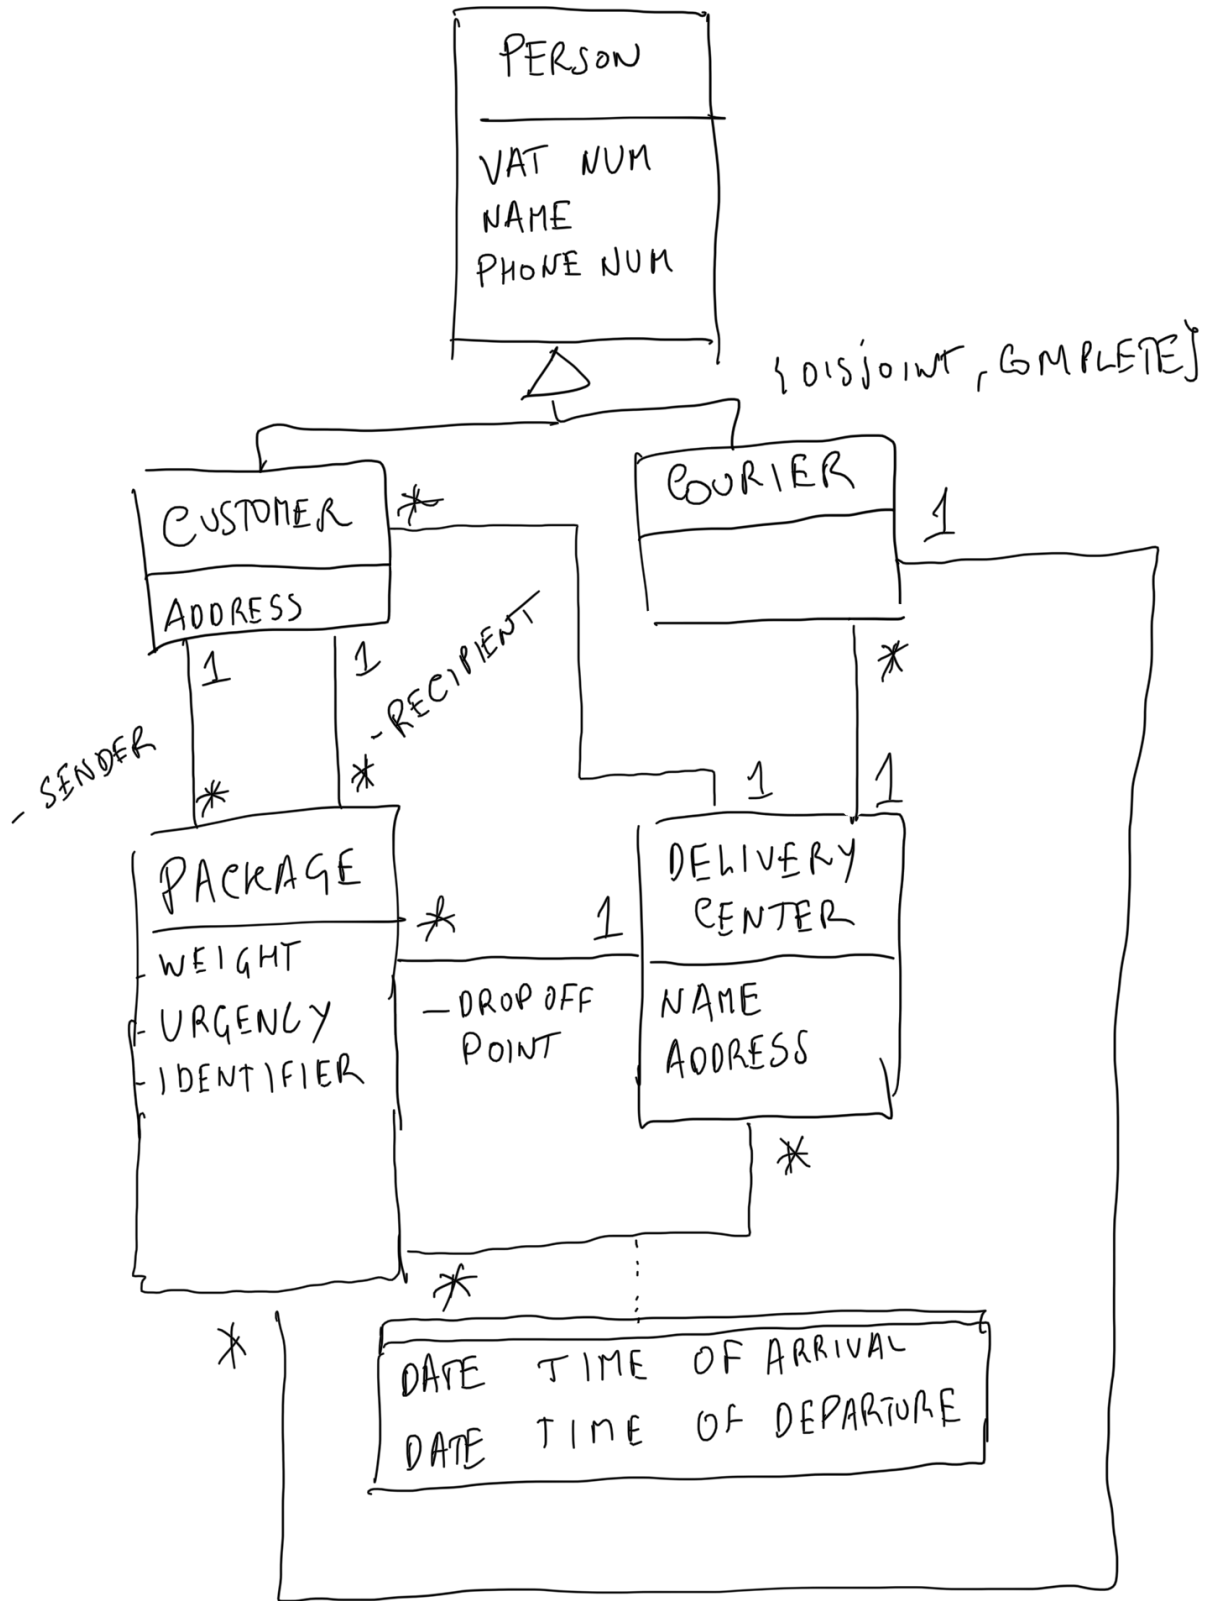 PERSON
VAT NUM
NAME
PHONE NUM
{DISJOINT, COMPLETE}
CUSTOMER
*
COURIER
1
ADDRESS
1
1
- RECIPIENT
*
- SENDER
*
*
1
1
PACKAGE
DELIVERY
CENTER
*
1
- WEIGHT
- URGENCY
- IDENTIFIER
- DROP OFF
POINT
NAME
ADDRESS
*
*
*
DATE TIME OF ARRIVAL
DATE TIME OF DEPARTURE